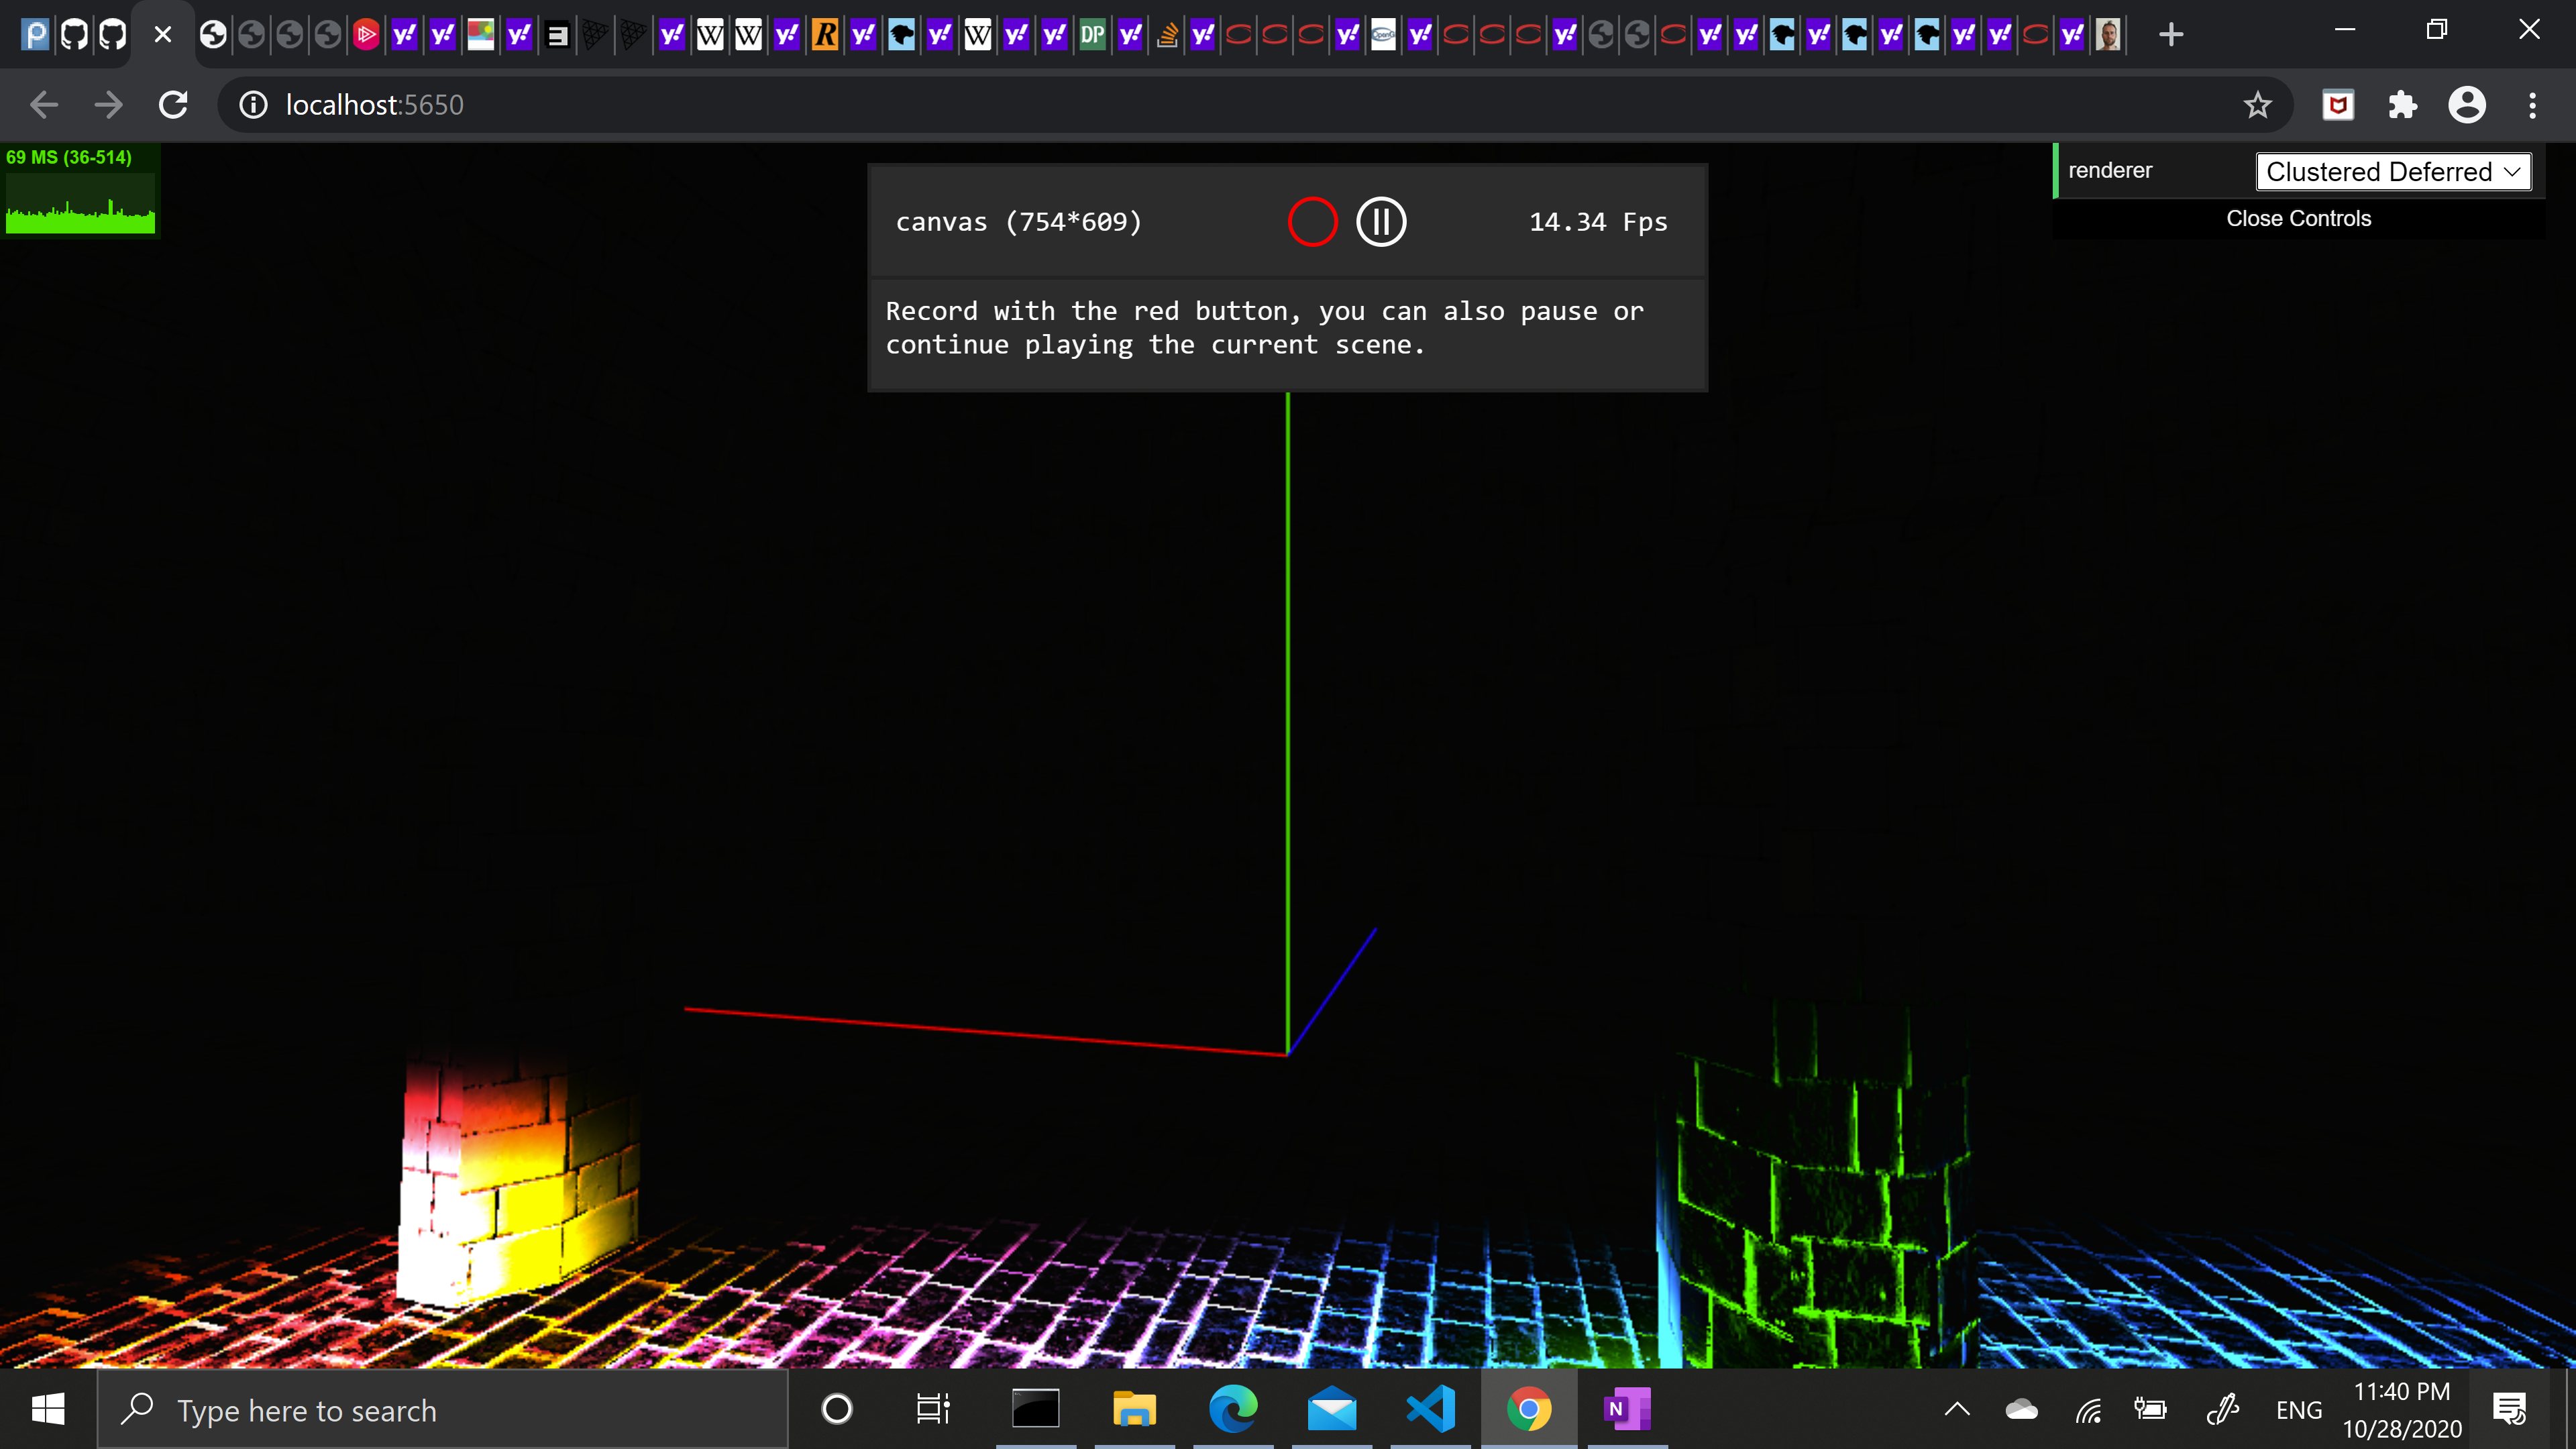 localhost:5650
69 MS (36-514)
canvas (754*609)
14.34 Fps
Record with the red button, you can also pause or
continue playing the current scene.
renderer
Clustered Deferred
Close Controls
Type here to search
ENG
11:40 PM
10/28/2020